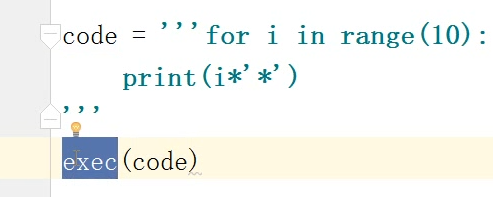 code = '''for i in range(10):
    print(i*'*')
'''
exec(code)